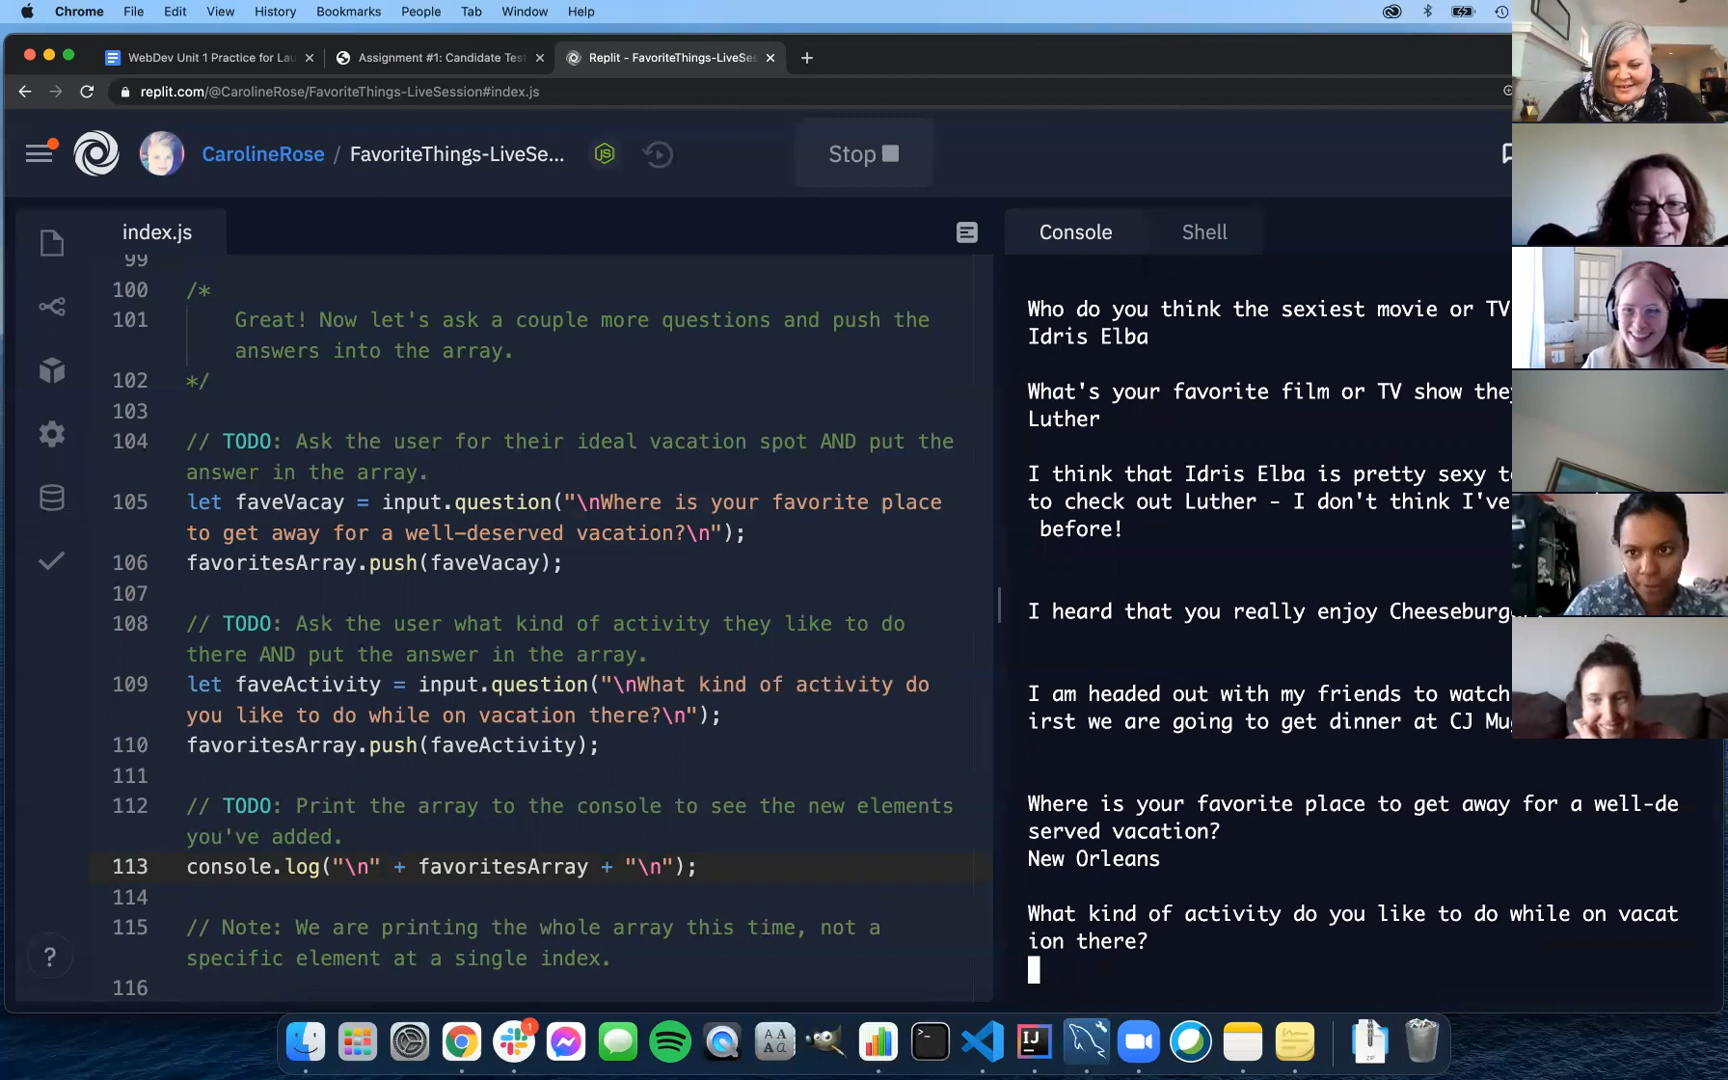 Chrome File Edit View History Bookmarks People Tab Window Help
WebDev Unit 1 Practice for Lau
Assignment #1: Candidate Test
Replit - FavoriteThings-LiveSes
replit.com/@CarolineRose/FavoriteThings-LiveSession#index.js
CarolineRose / FavoriteThings-LiveSe...
JS
Stop
index.js
99
100 /*
101 Great! Now let's ask a couple more questions and push the
answers into the array.
102 */
103
104 // TODO: Ask the user for their ideal vacation spot AND put the
answer in the array.
105 let faveVacay = input.question("\nWhere is your favorite place
to get away for a well-deserved vacation?\n");
106 favoritesArray.push(faveVacay);
107
108 // TODO: Ask the user what kind of activity they like to do
there AND put the answer in the array.
109 let faveActivity = input.question("\nWhat kind of activity do
you like to do while on vacation there?\n");
110 favoritesArray.push(faveActivity);
111
112 // TODO: Print the array to the console to see the new elements
you've added.
113 console.log("\n" + favoritesArray + "\n");
114
115 // Note: We are printing the whole array this time, not a
specific element at a single index.
116
?
Console
Shell
Who do you think the sexiest movie or TV
Idris Elba
What's your favorite film or TV show they
Luther
I think that Idris Elba is pretty sexy t
to check out Luther - I don't think I've
before!
I heard that you really enjoy Cheeseburg
I am headed out with my friends to watch
irst we are going to get dinner at CJ Mu
Where is your favorite place to get away for a well-de
served vacation?
New Orleans
What kind of activity do you like to do while on vacat
ion there?
1
AA
AA
IJ
ZIP